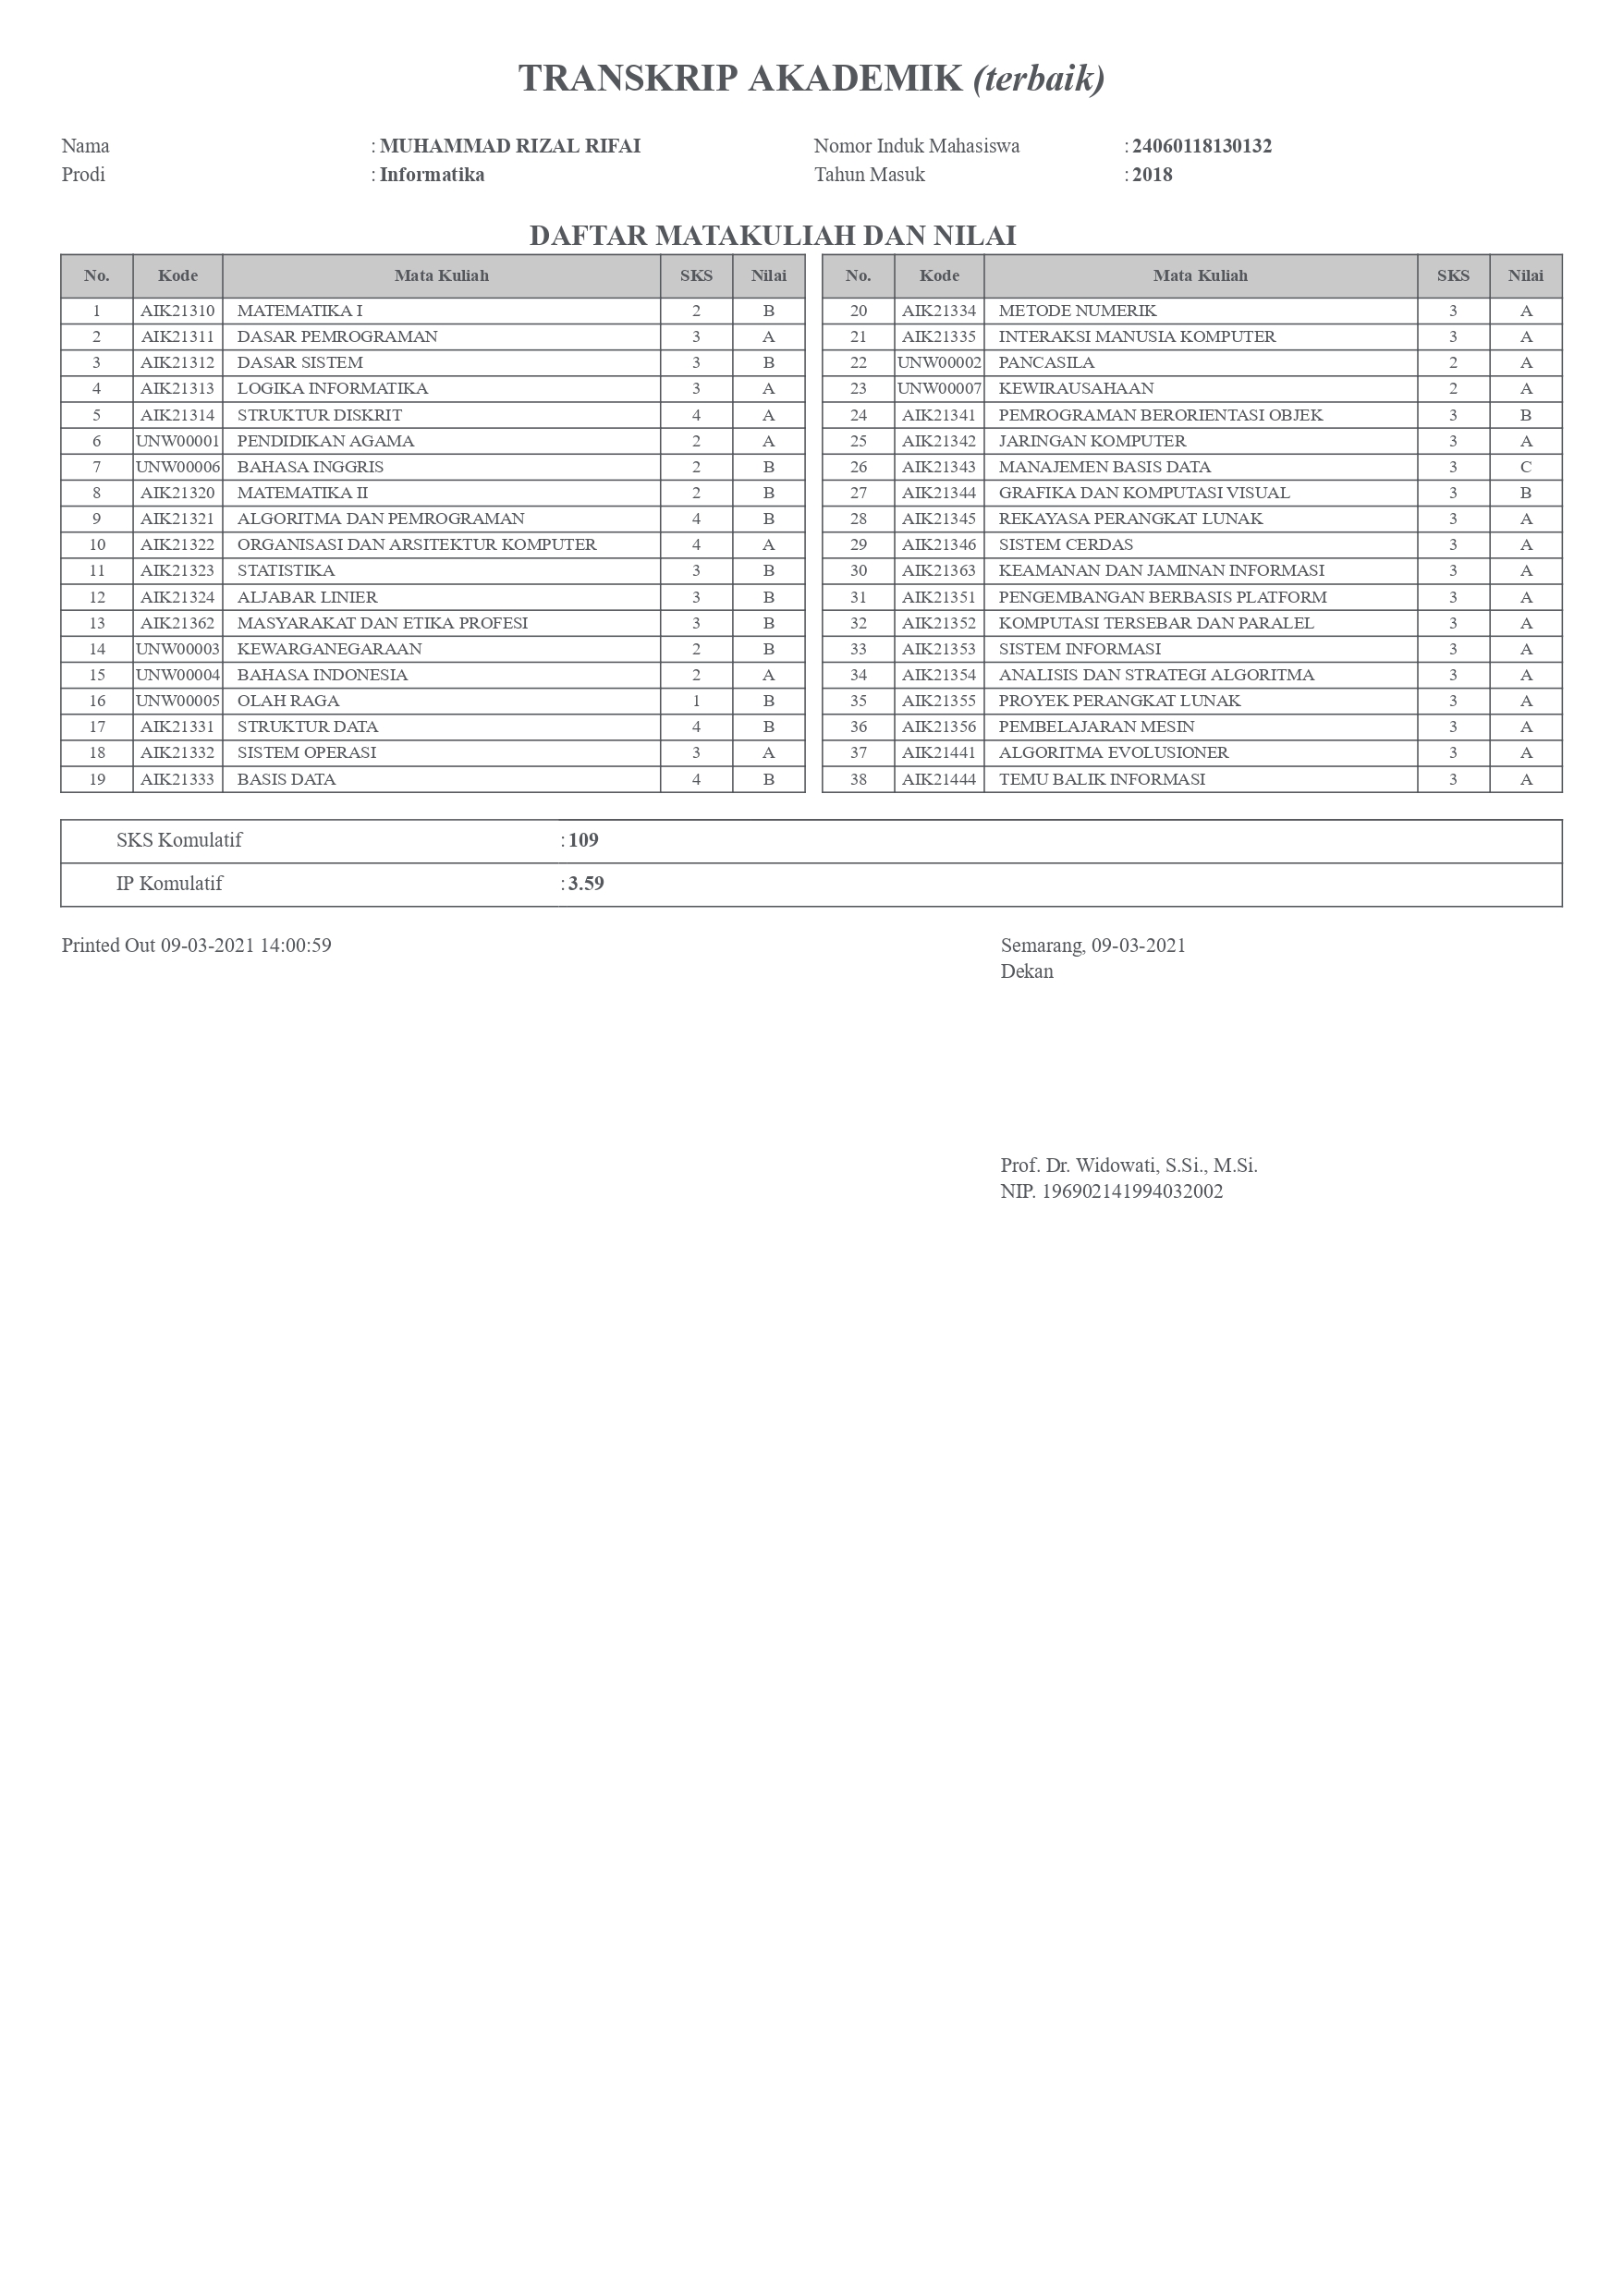 TRANSKRIP AKADEMIK (terbaik)
Nama : MUHAMMAD RIZAL RIFAI Nomor Induk Mahasiswa : 24060118130132
Prodi : Informatika Tahun Masuk : 2018
DAFTAR MATAKULIAH DAN NILAI
No. Kode Mata Kuliah SKS Nilai No. Kode Mata Kuliah SKS Nilai
1 AIK21310 MATEMATIKA I 2 B 20 AIK21334 METODE NUMERIK 3 A
2 AIK21311 DASAR PEMROGRAMAN 3 A 21 AIK21335 INTERAKSI MANUSIA KOMPUTER 3 A
3 AIK21312 DASAR SISTEM 3 B 22 UNW00002 PANCASILA 2 A
4 AIK21313 LOGIKA INFORMATIKA 3 A 23 UNW00007 KEWIRAUSAHAAN 2 A
5 AIK21314 STRUKTUR DISKRIT 4 A 24 AIK21341 PEMROGRAMAN BERORIENTASI OBJEK 3 B
6 UNW00001 PENDIDIKAN AGAMA 2 A 25 AIK21342 JARINGAN KOMPUTER 3 A
7 UNW00006 BAHASA INGGRIS 2 B 26 AIK21343 MANAJEMEN BASIS DATA 3 C
8 AIK21320 MATEMATIKA II 2 B 27 AIK21344 GRAFIKA DAN KOMPUTASI VISUAL 3 B
9 AIK21321 ALGORITMA DAN PEMROGRAMAN 4 B 28 AIK21345 REKAYASA PERANGKAT LUNAK 3 A
10 AIK21322 ORGANISASI DAN ARSITEKTUR KOMPUTER 4 A 29 AIK21346 SISTEM CERDAS 3 A
11 AIK21323 STATISTIKA 3 B 30 AIK21363 KEAMANAN DAN JAMINAN INFORMASI 3 A
12 AIK21324 ALJABAR LINIER 3 B 31 AIK21351 PENGEMBANGAN BERBASIS PLATFORM 3 A
13 AIK21362 MASYARAKAT DAN ETIKA PROFESI 3 B 32 AIK21352 KOMPUTASI TERSEBAR DAN PARALEL 3 A
14 UNW00003 KEWARGANEGARAAN 2 B 33 AIK21353 SISTEM INFORMASI 3 A
15 UNW00004 BAHASA INDONESIA 2 A 34 AIK21354 ANALISIS DAN STRATEGI ALGORITMA 3 A
16 UNW00005 OLAH RAGA 1 B 35 AIK21355 PROYEK PERANGKAT LUNAK 3 A
17 AIK21331 STRUKTUR DATA 4 B 36 AIK21356 PEMBELAJARAN MESIN 3 A
18 AIK21332 SISTEM OPERASI 3 A 37 AIK21441 ALGORITMA EVOLUSIONER 3 A
19 AIK21333 BASIS DATA 4 B 38 AIK21444 TEMU BALIK INFORMASI 3 A
SKS Komulatif : 109
IP Komulatif : 3.59
Printed Out 09-03-2021 14:00:59 Semarang, 09-03-2021
Dekan
Prof. Dr. Widowati, S.Si., M.Si.
NIP. 196902141994032002